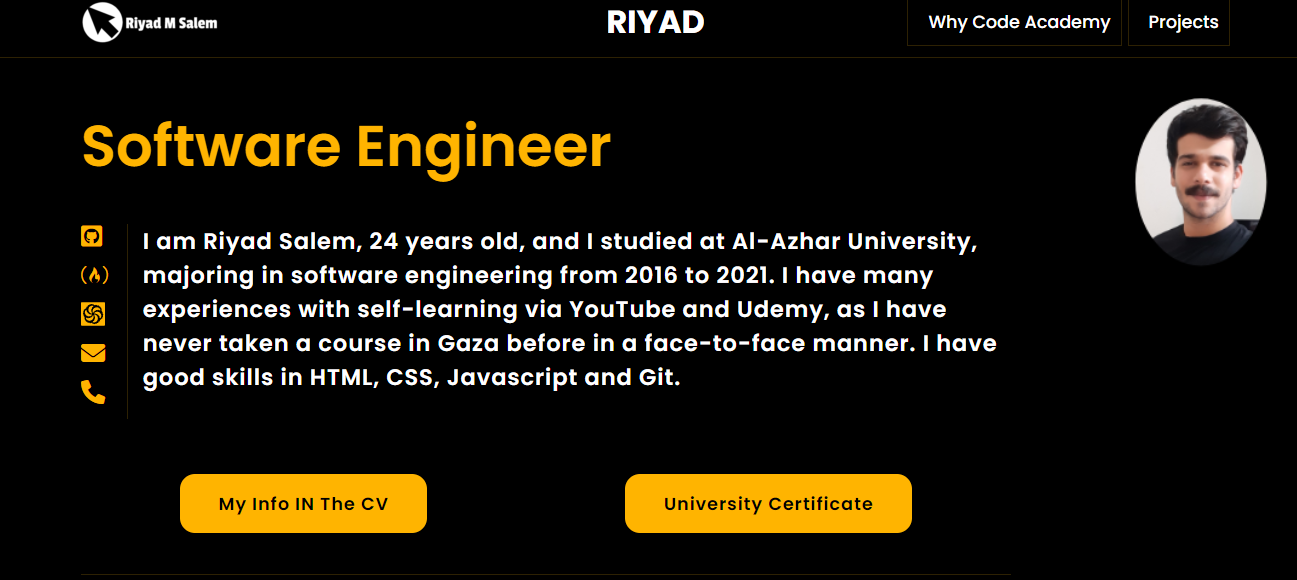 Riyad M Salem
RIYAD
Why Code Academy
Projects
Software Engineer
I am Riyad Salem, 24 years old, and I studied at Al-Azhar University,
majoring in software engineering from 2016 to 2021. I have many
experiences with self-learning via YouTube and Udemy, as I have
never taken a course in Gaza before in a face-to-face manner. I have
good skills in HTML, CSS, Javascript and Git.
My Info IN The CV
University Certificate